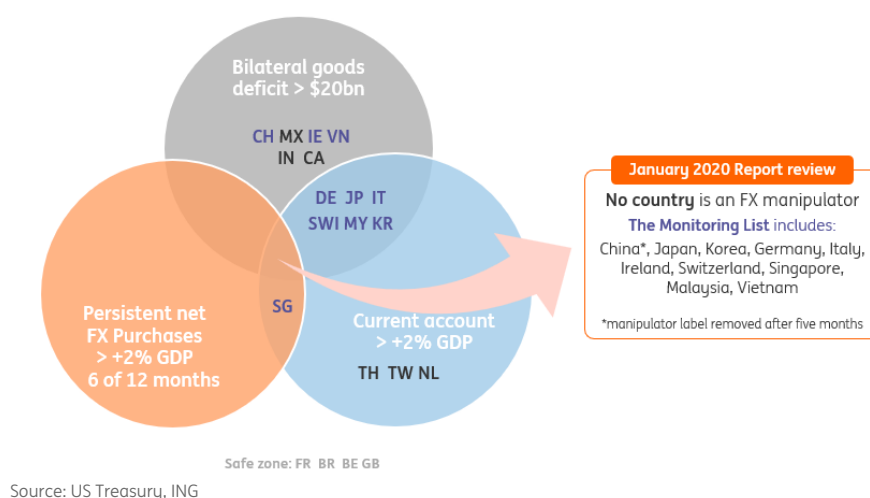 Bilateral goods
deficit > $20bn
CH MX IE VN
IN CA
DE JP IT
SWI MY KR
SG
Persistent net
FX Purchases
> +2% GDP
6 of 12 months
Current account
> +2% GDP
TH TW NL
January 2020 Report review
No country is an FX manipulator
The Monitoring List includes:
China*, Japan, Korea, Germany, Italy,
Ireland, Switzerland, Singapore,
Malaysia, Vietnam
*manipulator label removed after five months
Safe zone: FR BR BE GB
Source: US Treasury, ING